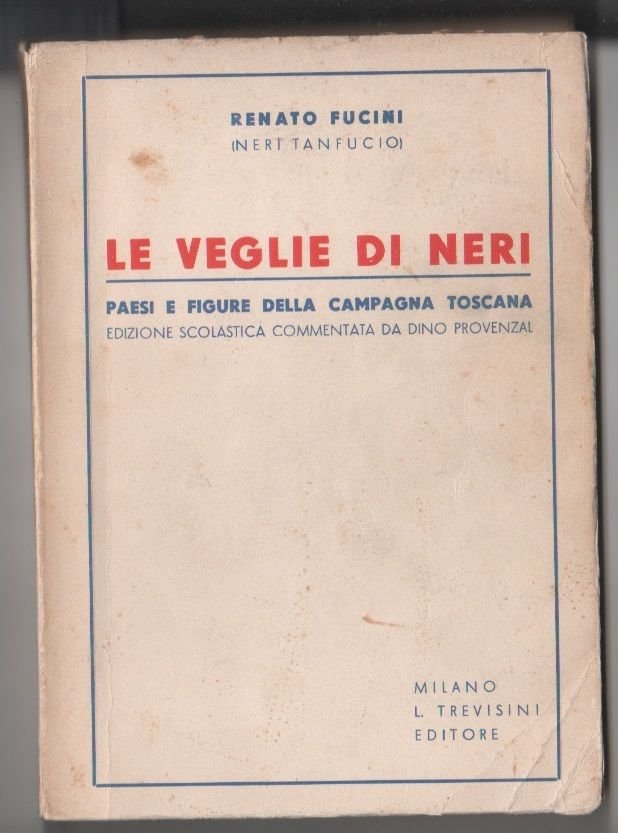 RENATO FUCINI
(NERI TANFUCIO)
LE VEGLIE DI NERI
PAESI E FIGURE DELLA CAMPAGNA TOSCANA
EDIZIONE SCOLASTICA COMMENTATA DA DINO PROVENZAL
MILANO
L. TREVISINI
EDITORE